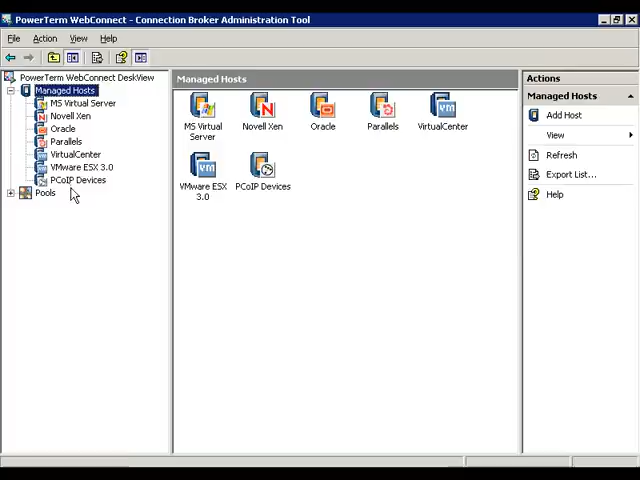 PowerTerm WebConnect - Connection Broker Administration Tool
File Action View Help
PowerTerm WebConnect DeskView
Managed Hosts
MS Virtual Server
Novell Xen
Oracle
Parallels
VirtualCenter
VMware ESX 3.0
PCoIP Devices
Pools
Managed Hosts
MS Virtual
Server
Novell Xen
Oracle
Parallels
VirtualCenter
VMware ESX
3.0
PCoIP Devices
Actions
Managed Hosts
Add Host
View
Refresh
Export List...
Help